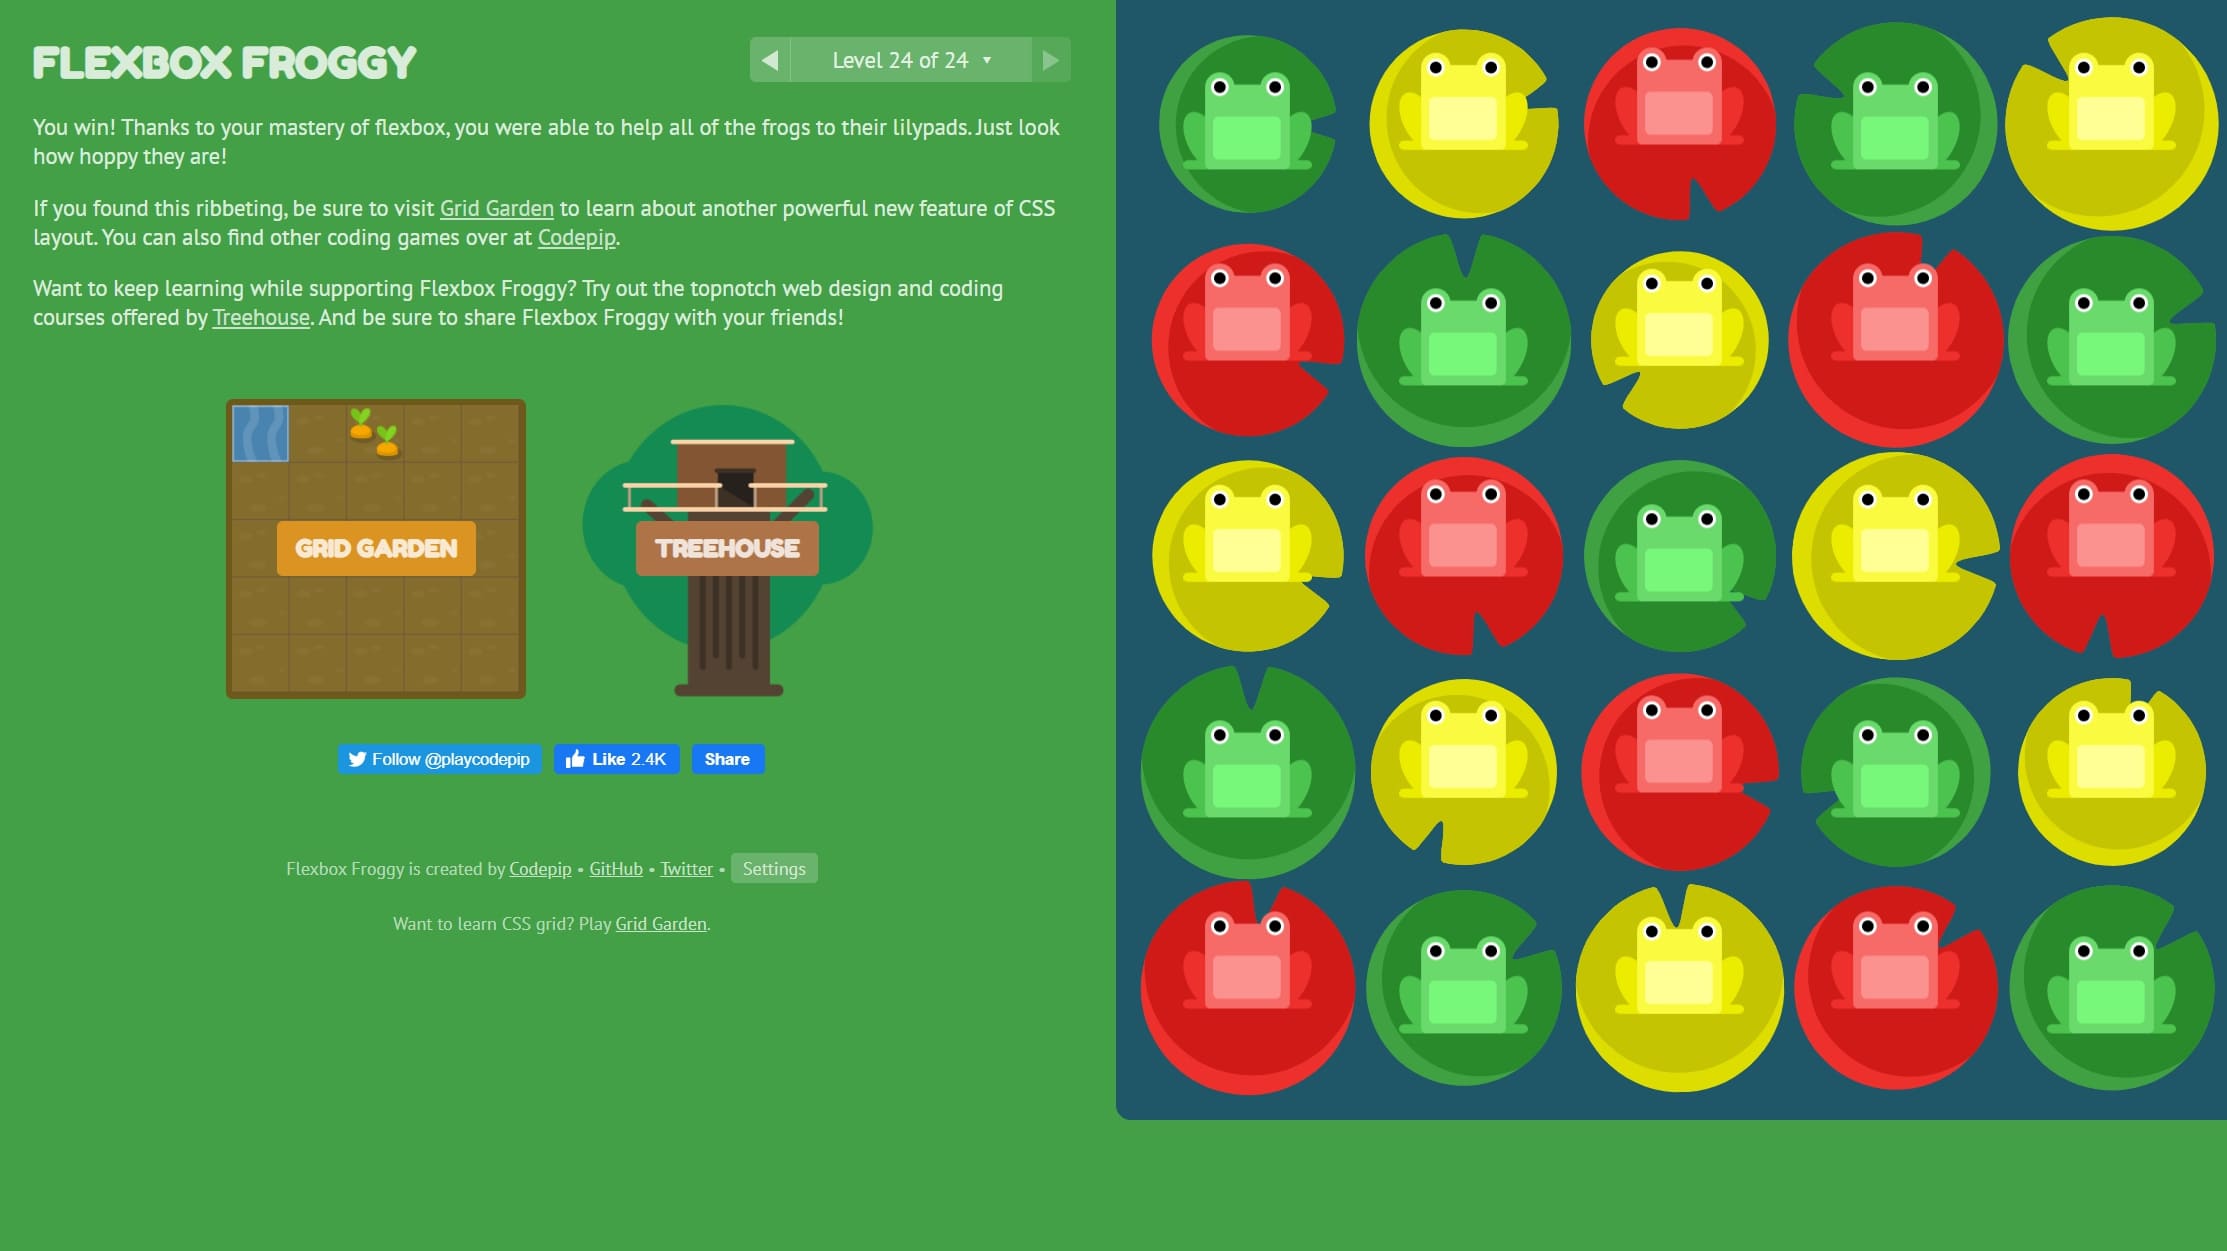 FLEXBOX FROGGY
Level 24 of 24
You win! Thanks to your mastery of flexbox, you were able to help all of the frogs to their lilypads. Just look
how hoppy they are!
If you found this ribbeting, be sure to visit Grid Garden to learn about another powerful new feature of CSS
layout. You can also find other coding games over at Codepip.
Want to keep learning while supporting Flexbox Froggy? Try out the topnotch web design and coding
courses offered by Treehouse. And be sure to share Flexbox Froggy with your friends!
GRID GARDEN
TREEHOUSE
Follow @playcodepip
Like 2.4K
Share
Flexbox Froggy is created by Codepip • GitHub • Twitter • Settings
Want to learn CSS grid? Play Grid Garden.